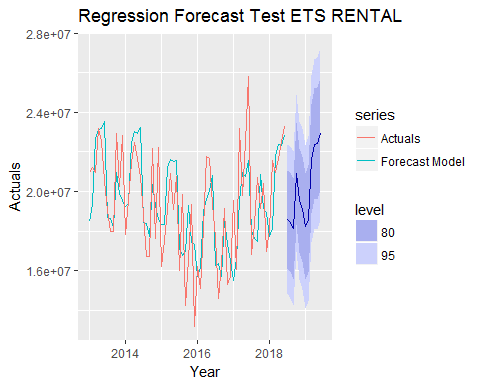 Regression Forecast Test ETS RENTAL
2.8e+07
2.4e+07
2.0e+07
1.6e+07
Actuals
2014
2016
2018
Year
series
Actuals
Forecast Model
level
80
95